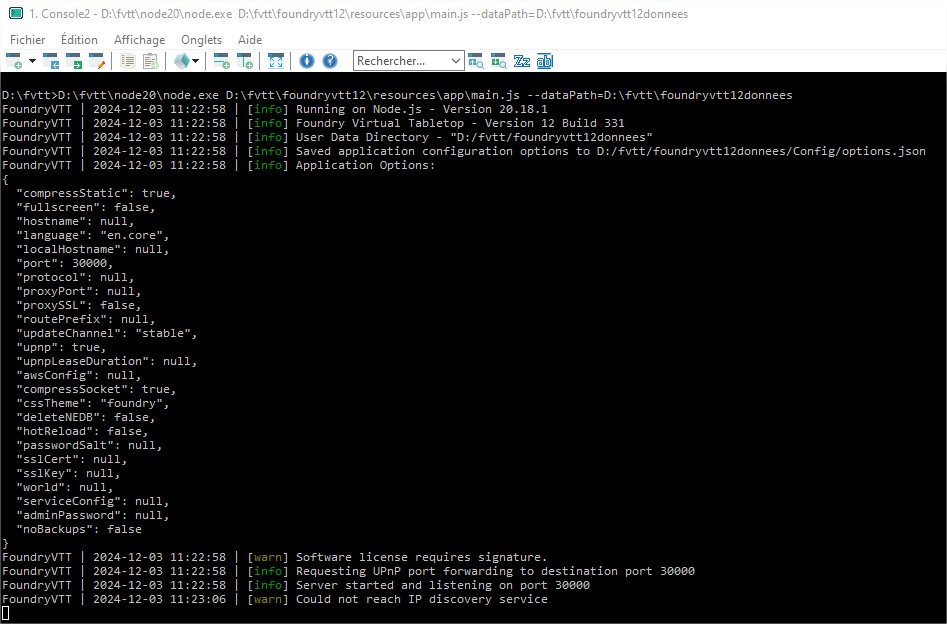 1. Console2 - D:\fvtt\node20\node.exe D:\fvtt\foundryvtt12\resources\app\main.js --dataPath=D:\fvtt\foundryvtt12donnees
Fichier Édition Affichage Onglets Aide
Rechercher...
D:\fvtt>D:\fvtt\node20\node.exe D:\fvtt\foundryvtt12\resources\app\main.js --dataPath=D:\fvtt\foundryvtt12donnees
FoundryVTT | 2024-12-03 11:22:58 | [info] Running on Node.js - Version 20.18.1
FoundryVTT | 2024-12-03 11:22:58 | [info] Foundry Virtual Tabletop - Version 12 Build 331
FoundryVTT | 2024-12-03 11:22:58 | [info] User Data Directory - "D:/fvtt/foundryvtt12donnees"
FoundryVTT | 2024-12-03 11:22:58 | [info] Saved application configuration options to D:/fvtt/foundryvtt12donnees/Config/options.json
FoundryVTT | 2024-12-03 11:22:58 | [info] Application Options:
{
  "compressStatic": true,
  "fullscreen": false,
  "hostname": null,
  "language": "en.core",
  "localHostname": null,
  "port": 30000,
  "protocol": null,
  "proxyPort": null,
  "proxySSL": false,
  "routePrefix": null,
  "updateChannel": "stable",
  "upnp": true,
  "upnpLeaseDuration": null,
  "awsConfig": null,
  "compressSocket": true,
  "cssTheme": "foundry",
  "deleteNEDB": false,
  "hotReload": false,
  "passwordSalt": null,
  "sslCert": null,
  "sslKey": null,
  "world": null,
  "serviceConfig": null,
  "adminPassword": null,
  "noBackups": false
}
FoundryVTT | 2024-12-03 11:22:58 | [warn] Software license requires signature.
FoundryVTT | 2024-12-03 11:22:58 | [info] Requesting UPnP port forwarding to destination port 30000
FoundryVTT | 2024-12-03 11:22:58 | [info] Server started and listening on port 30000
FoundryVTT | 2024-12-03 11:23:06 | [warn] Could not reach IP discovery service